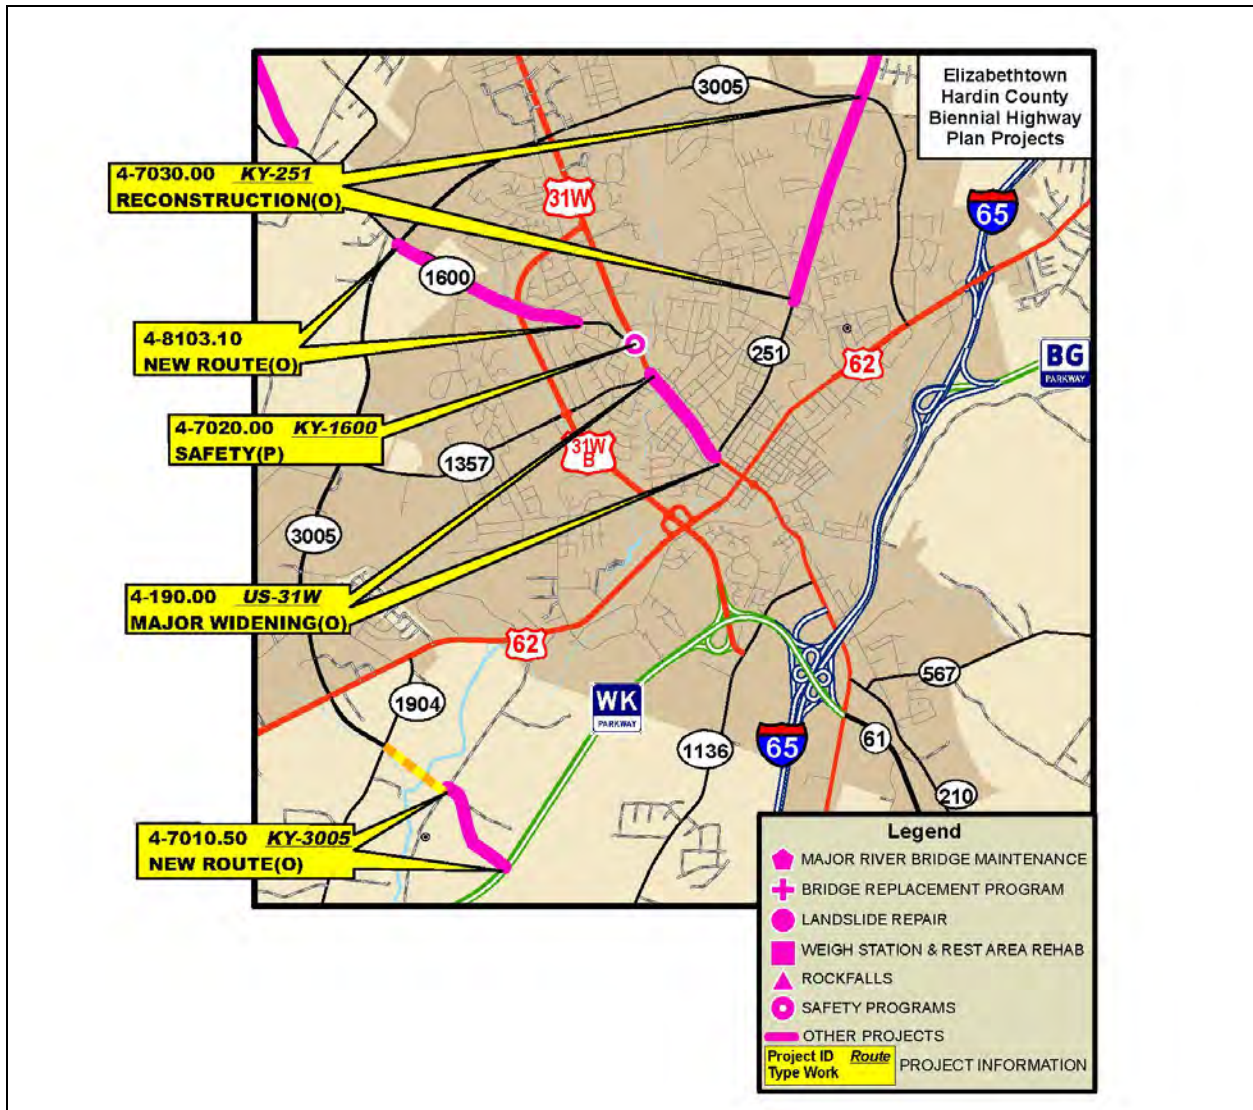 Elizabethtown
Hardin County
Biennial Highway
Plan Projects
3005
4-7030.00 KY-251
RECONSTRUCTION(O)
31W
65
1600
4-8103.10
NEW ROUTE(O)
251
62
BG
PARKWAY
4-7020.00 KY-1600
SAFETY(P)
31W
B
1357
3005
4-190.00 US-31W
MAJOR WIDENING(O)
62
567
1904
WK
PARKWAY
1136
65
61
210
4-7010.50 KY-3005
NEW ROUTE(O)
Legend
MAJOR RIVER BRIDGE MAINTENANCE
BRIDGE REPLACEMENT PROGRAM
LANDSLIDE REPAIR
WEIGH STATION & REST AREA REHAB
ROCKFALLS
SAFETY PROGRAMS
OTHER PROJECTS
Project ID Route
Type Work
PROJECT INFORMATION